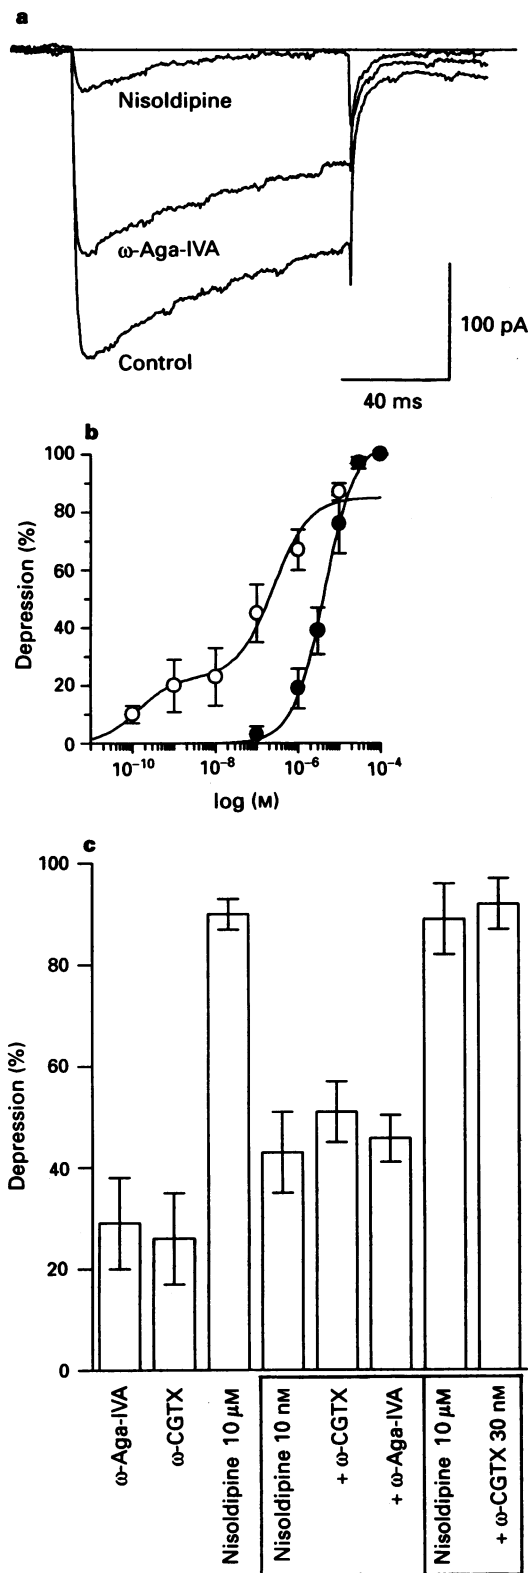 a
Nisoldipine
ω-Aga-IVA
Control
100 pA
40 ms
b
100
80
60
40
20
0
Depression (%)
10⁻¹⁰
10⁻⁸
10⁻⁶
10⁻⁴
log (M)
c
100
80
60
40
20
0
Depression (%)
ω-Aga-IVA
ω-CGTX
Nisoldipine 10 μM
Nisoldipine 10 nM
+ ω-CGTX
+ ω-Aga-IVA
Nisoldipine 10 μM
+ ω-CGTX 30 nM